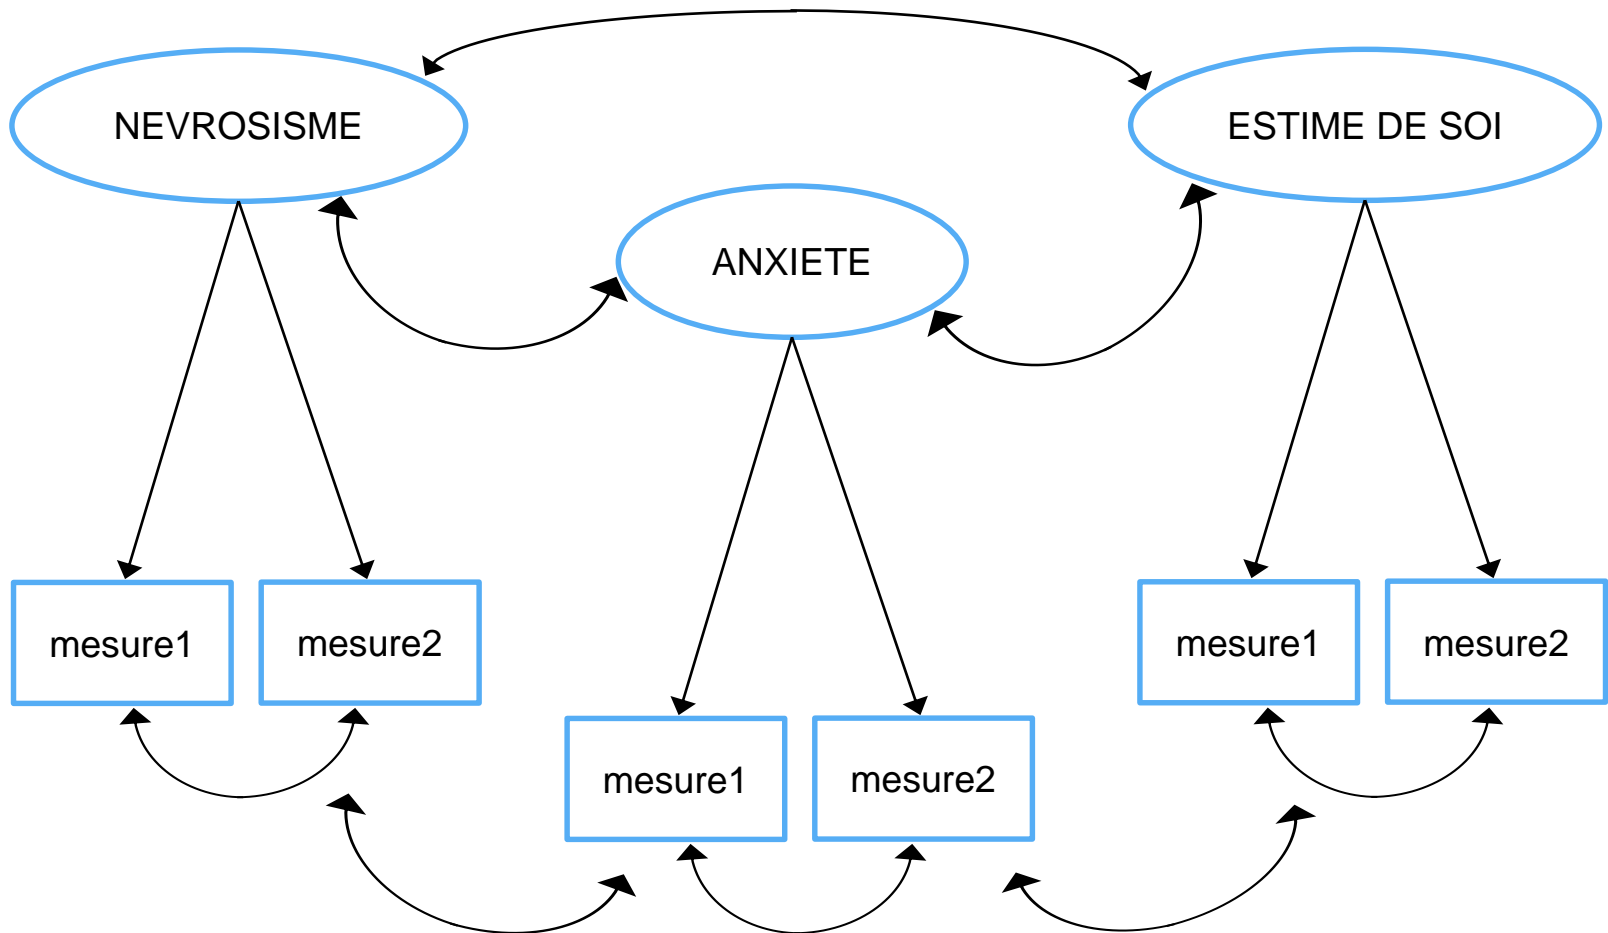 NEVROSISME
ESTIME DE SOI
ANXIETE
mesure1
mesure2
mesure1
mesure2
mesure1
mesure2